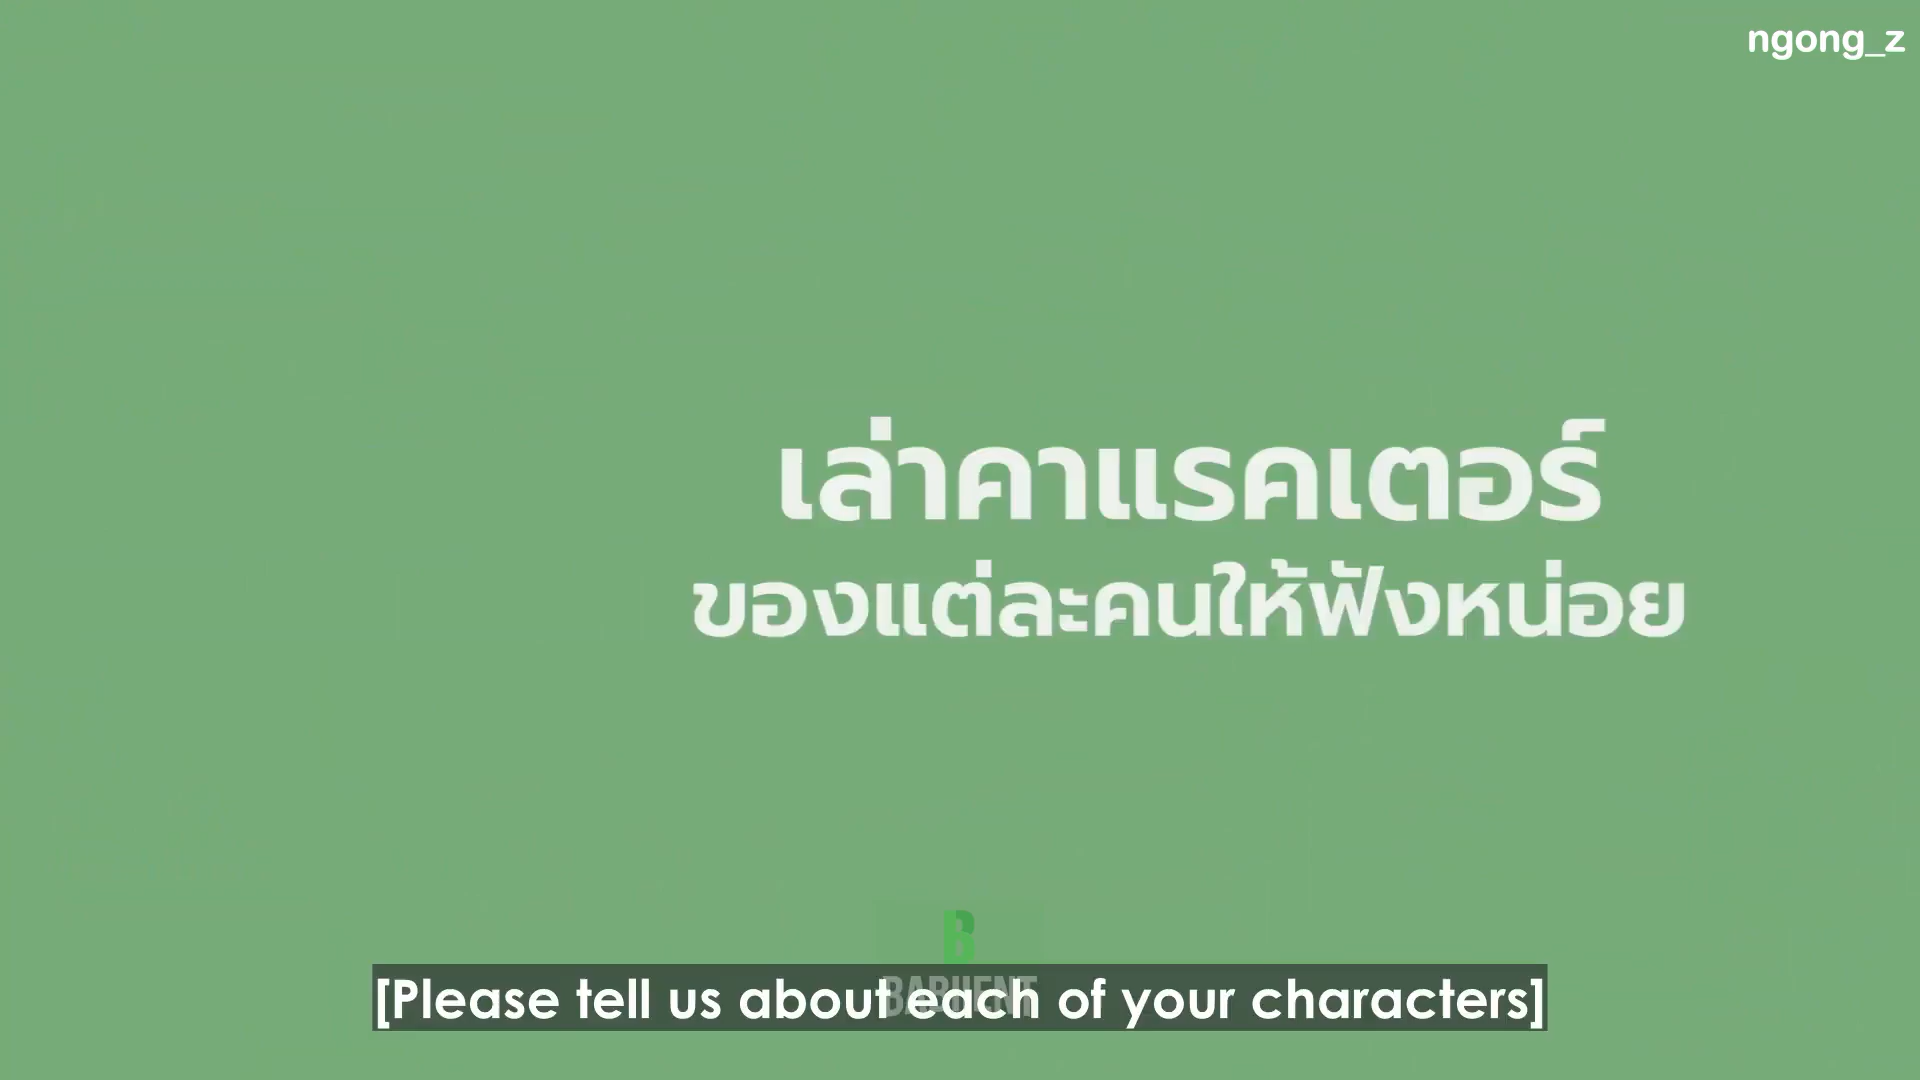 ngong_z
เล่าคาแรคเตอร์
ของแต่ละคนให้ฟังหน่อย
B
[Please tell us about each of your characters]